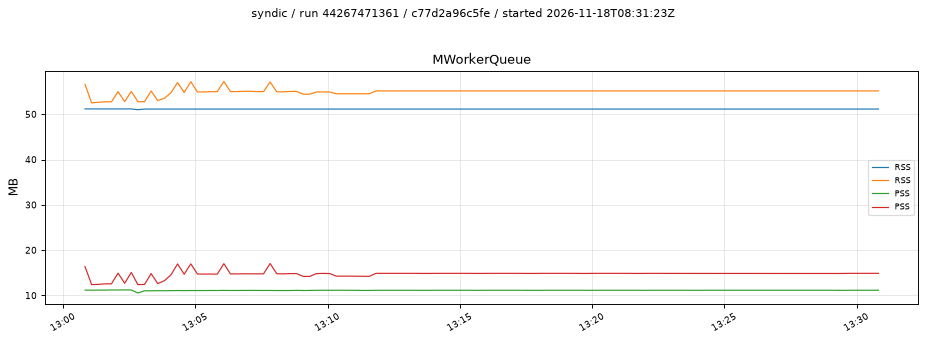 syndic / run 44267471361 / c77d2a96c5fe / started 2026-11-18T08:31:23Z
MWorkerQueue
MB
50
40
30
20
10
RSS
RSS
PSS
PSS
13:00
13:05
13:10
13:15
13:20
13:25
13:30